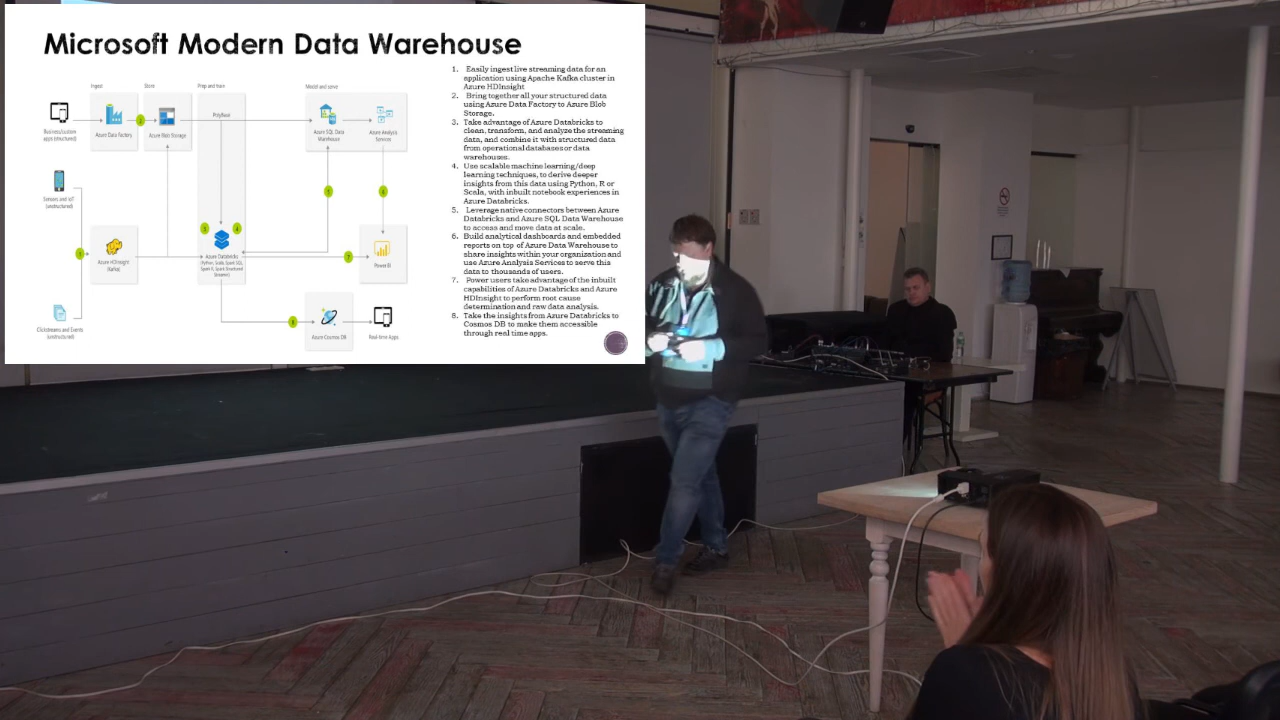 Microsoft Modern Data Warehouse
Ingest
Store
Prep and train
Model and serve
Business/custom
apps (structured)
Azure Data Factory
2
Azure Blob Storage
PolyBase
Azure SQL Data
Warehouse
Azure Analysis
Services
Sensors and IoT
(unstructured)
1
Azure HDInsight
(Kafka)
3
4
Azure Databricks
(Python, Scala, Spark SQL,
Spark R, Spark Structured
Streams)
5
6
7
Power BI
Clickstreams and Events
(unstructured)
8
Azure Cosmos DB
Real-time Apps
1. Easily ingest live streaming data for an
application using Apache Kafka cluster in
Azure HDInsight
2. Bring together all your structured data
using Azure Data Factory to Azure Blob
Storage.
3. Take advantage of Azure Databricks to
clean, transform, and analyze the streaming
data, and combine it with structured data
from operational databases or data
warehouses.
4. Use scalable machine learning/deep
learning techniques, to derive deeper
insights from this data using Python, R or
Scala, with inbuilt notebook experiences in
Azure Databricks.
5. Leverage native connectors between Azure
Databricks and Azure SQL Data Warehouse
to access and move data at scale.
6. Build analytical dashboards and embedded
reports on top of Azure Data Warehouse to
share insights within your organization and
use Azure Analysis Services to serve this
data to thousands of users.
7. Power users take advantage of the inbuilt
capabilities of Azure Databricks and Azure
HDInsight to perform root cause
determination and raw data analysis.
8. Take the insights from Azure Databricks to
Cosmos DB to make them accessible
through real time apps.